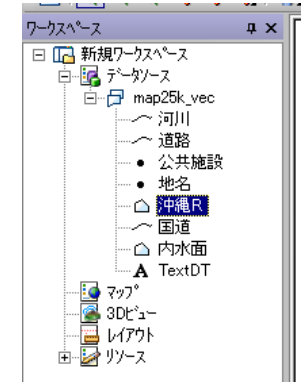 ワークスペース
新規ワークスペース
データソース
map25k_vec
河川
道路
公共施設
地名
沖縄R
国道
内水面
A TextDT
マップ
3Dビュー
レイアウト
リソース